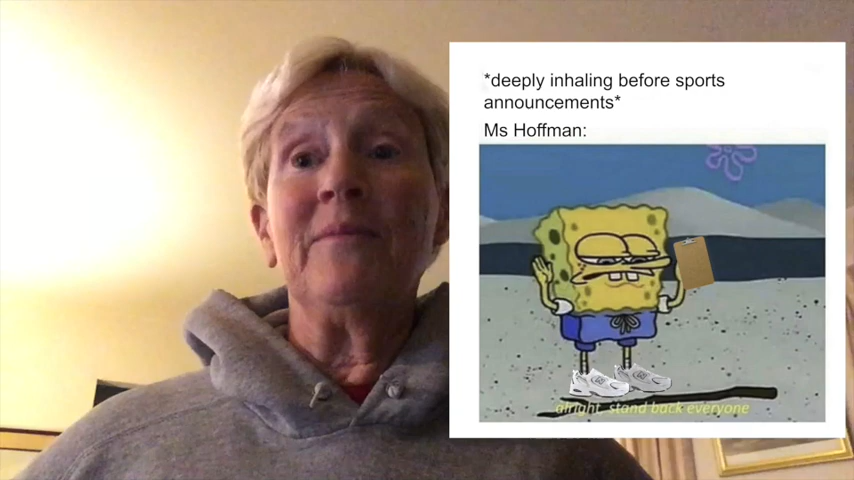 *deeply inhaling before sports
announcements*
Ms Hoffman:
alright, stand back everyone